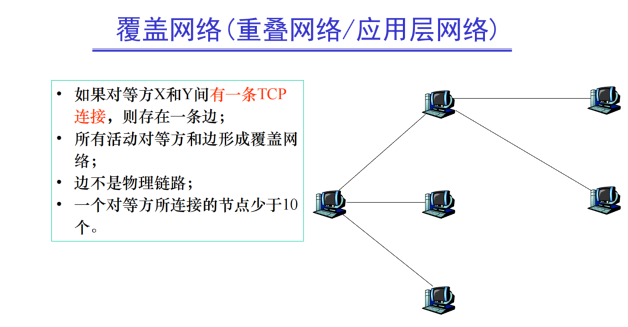 覆盖网络(重叠网络/应用层网络)
• 如果对等方X和Y间有一条TCP
连接，则存在一条边；
• 所有活动对等方和边形成覆盖网
络；
• 边不是物理链路；
• 一个对等方所连接的节点少于10
个。